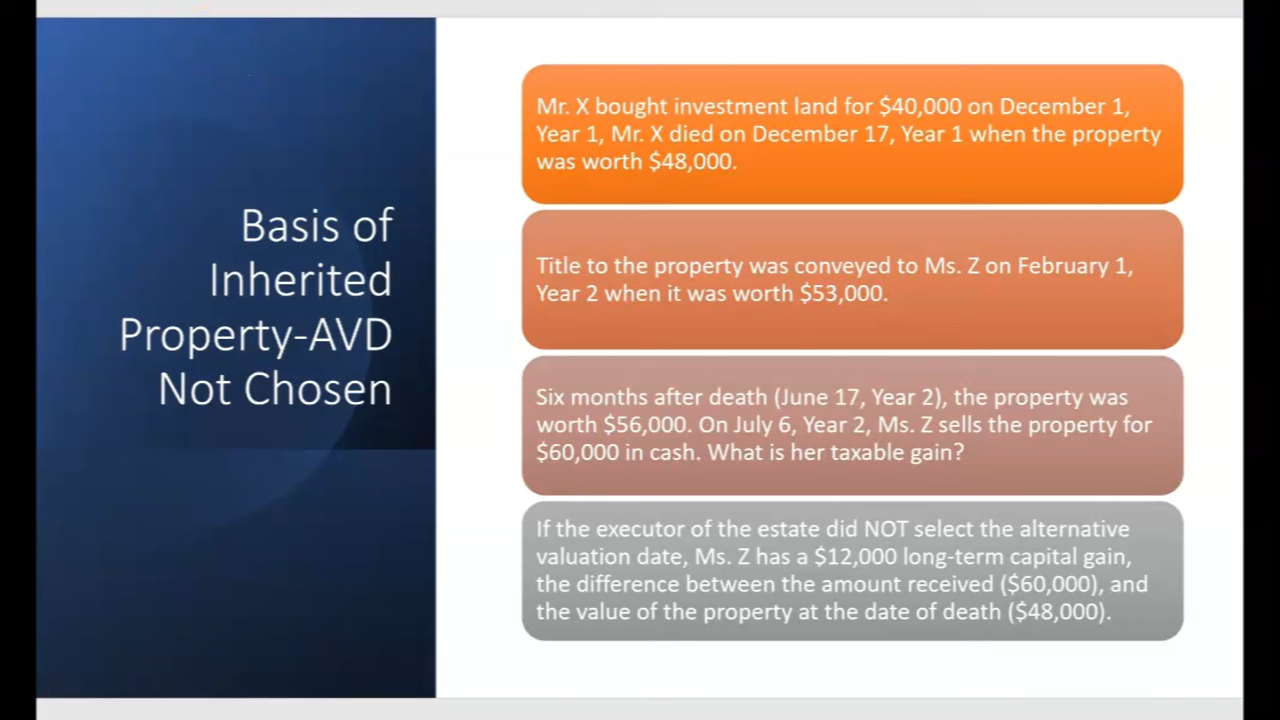 Basis of
Inherited
Property-AVD
Not Chosen
Mr. X bought investment land for $40,000 on December 1,
Year 1, Mr. X died on December 17, Year 1 when the property
was worth $48,000.
Title to the property was conveyed to Ms. Z on February 1,
Year 2 when it was worth $53,000.
Six months after death (June 17, Year 2), the property was
worth $56,000. On July 6, Year 2, Ms. Z sells the property for
$60,000 in cash. What is her taxable gain?
If the executor of the estate did NOT select the alternative
valuation date, Ms. Z has a $12,000 long-term capital gain,
the difference between the amount received ($60,000), and
the value of the property at the date of death ($48,000).